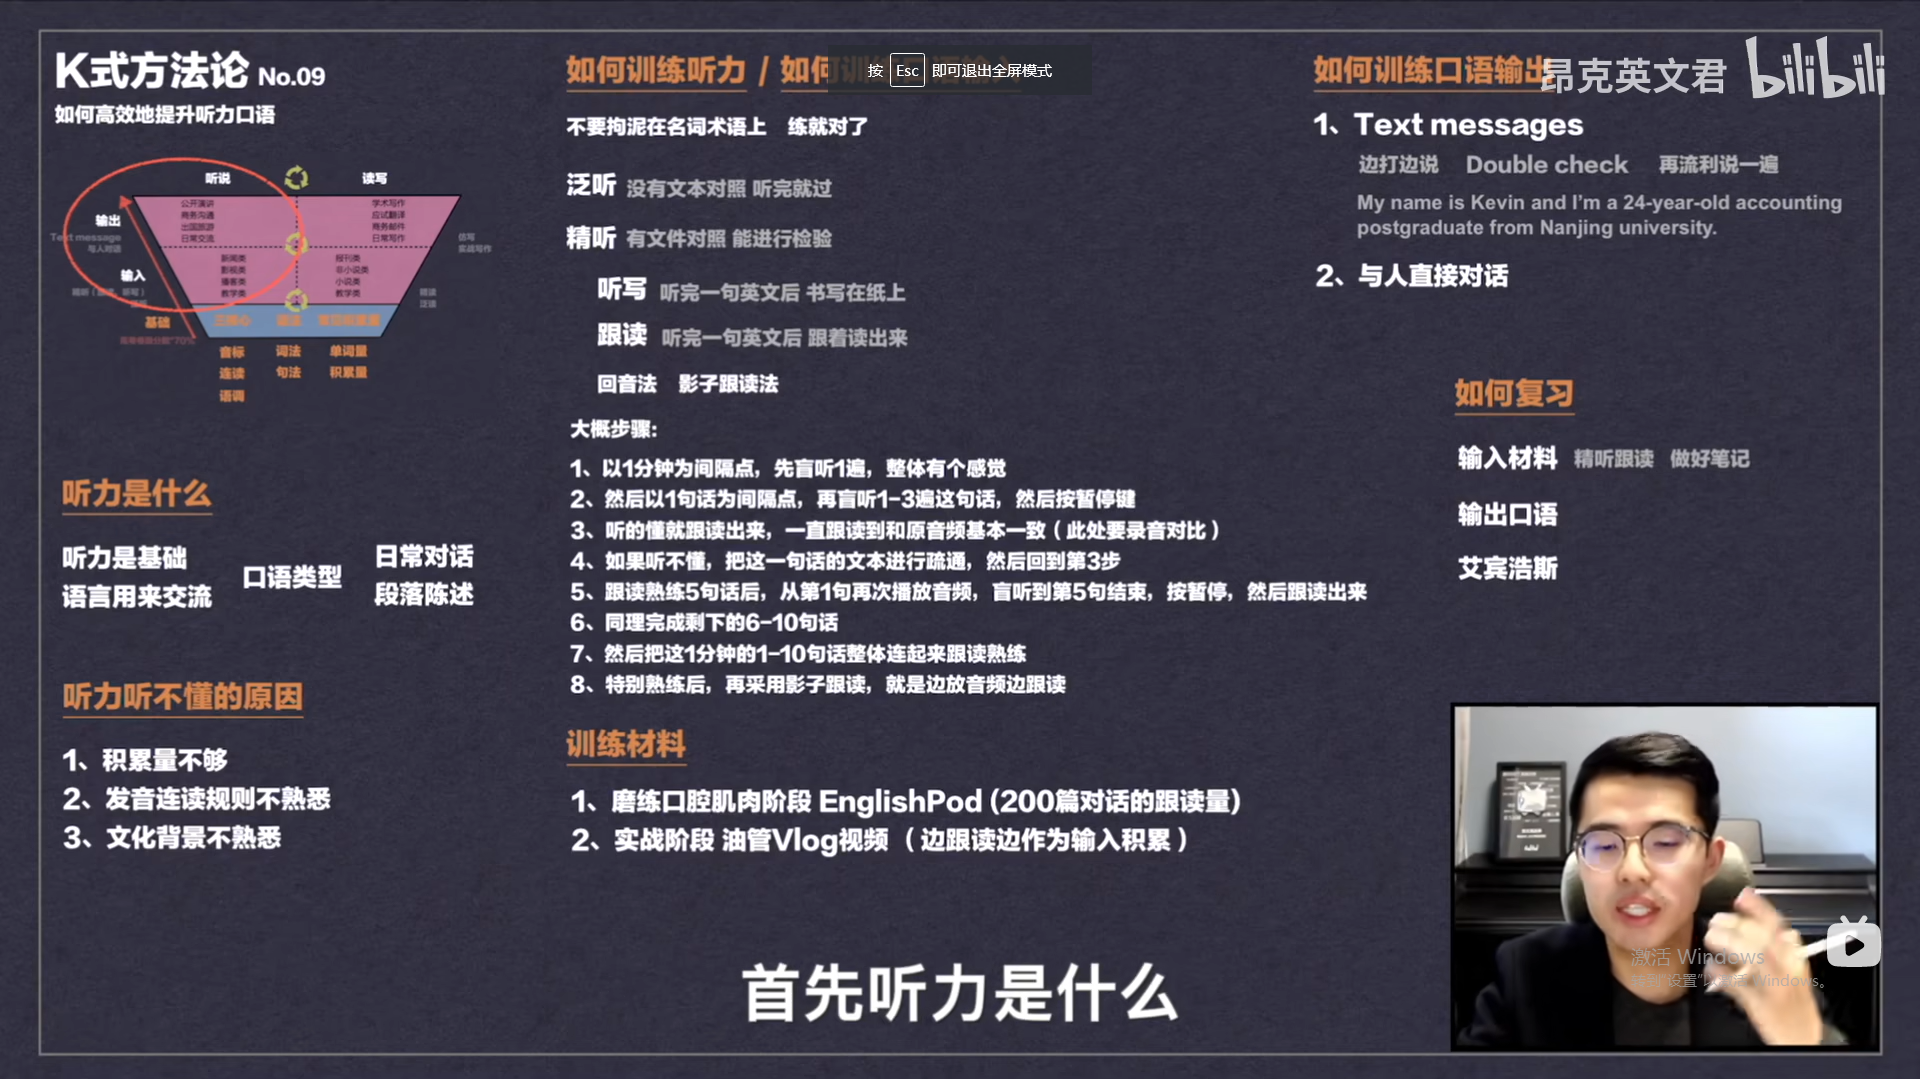 K式方法论 No.09
如何高效地提升听力口语
听说
读写
公开演讲
商务沟通
出国旅游
日常交流
学术写作
应试翻译
商务邮件
日常写作
输出
Text message
与人对话
仿写
实战写作
新闻类
影视类
播客类
教学类
报刊类
非小说类
小说类
教学类
输入
精听（跟读、听写）
泛听
精读
泛读
基础
音标
词法
单词量
连读
句法
积累量
语调
听力是什么
听力是基础
语言用来交流
口语类型
日常对话
段落陈述
听力听不懂的原因
1、积累量不够
2、发音连读规则不熟悉
3、文化背景不熟悉
如何训练听力 / 如何
按 Esc 即可退出全屏模式
不要拘泥在名词术语上 练就对了
泛听 没有文本对照 听完就过
精听 有文件对照 能进行检验
听写 听完一句英文后 书写在纸上
跟读 听完一句英文后 跟着读出来
回音法 影子跟读法
大概步骤:
1、以1分钟为间隔点，先盲听1遍，整体有个感觉
2、然后以1句话为间隔点，再盲听1-3遍这句话，然后按暂停键
3、听的懂就跟读出来，一直跟读到和原音频基本一致（此处要录音对比）
4、如果听不懂，把这一句话的文本进行疏通，然后回到第3步
5、跟读熟练5句话后，从第1句再次播放音频，盲听到第5句结束，按暂停，然后跟读出来
6、同理完成剩下的6-10句话
7、然后把这1分钟的1-10句话整体连起来跟读熟练
8、特别熟练后，再采用影子跟读，就是边放音频边跟读
训练材料
1、磨练口腔肌肉阶段 EnglishPod (200篇对话的跟读量)
2、实战阶段 油管Vlog视频（边跟读边作为输入积累）
如何训练口语输出
昂克英文君 bilibili
1、Text messages
边打边说 Double check 再流利说一遍
My name is Kevin and I'm a 24-year-old accounting
postgraduate from Nanjing university.
2、与人直接对话
如何复习
输入材料 精听跟读 做好笔记
输出口语
艾宾浩斯
首先听力是什么
激活 Windows
转到"设置"以激活 Windows。